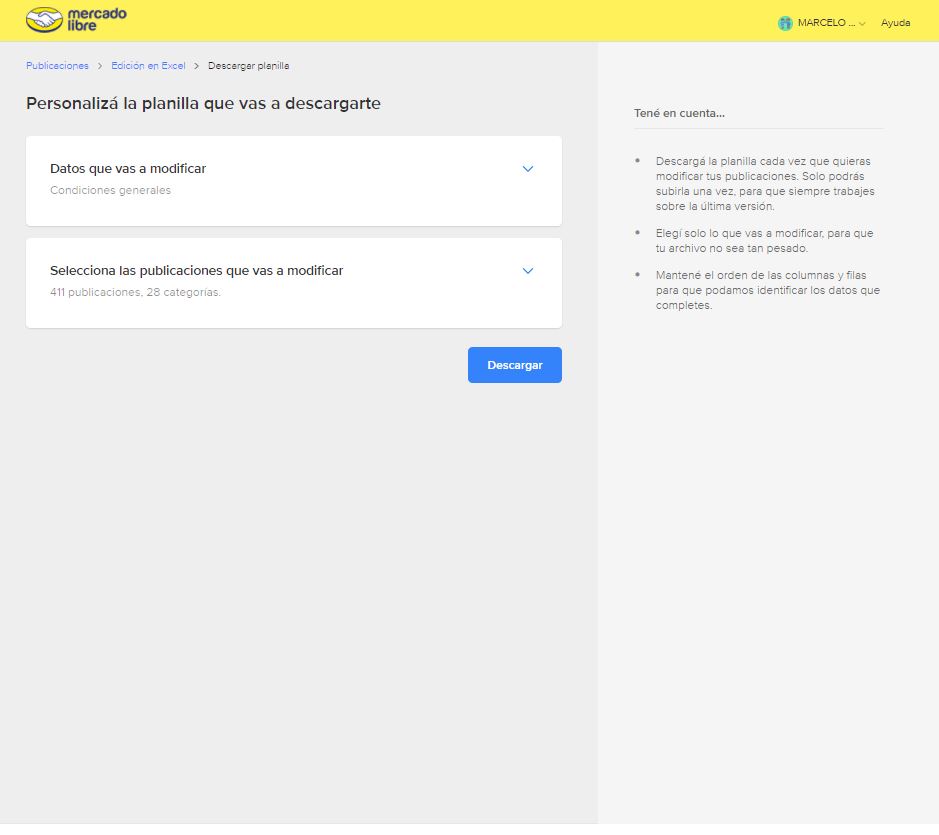 mercado
libre
MARCELO ...
Ayuda
Publicaciones > Edición en Excel > Descargar planilla
Personalizá la planilla que vas a descargarte
Datos que vas a modificar
Condiciones generales
Selecciona las publicaciones que vas a modificar
411 publicaciones, 28 categorías.
Descargar
Tené en cuenta...
• Descargá la planilla cada vez que quieras
modificar tus publicaciones. Solo podrás
subirla una vez, para que siempre trabajes
sobre la última versión.
• Elegí solo lo que vas a modificar, para que
tu archivo no sea tan pesado.
• Mantené el orden de las columnas y filas
para que podamos identificar los datos que
completes.